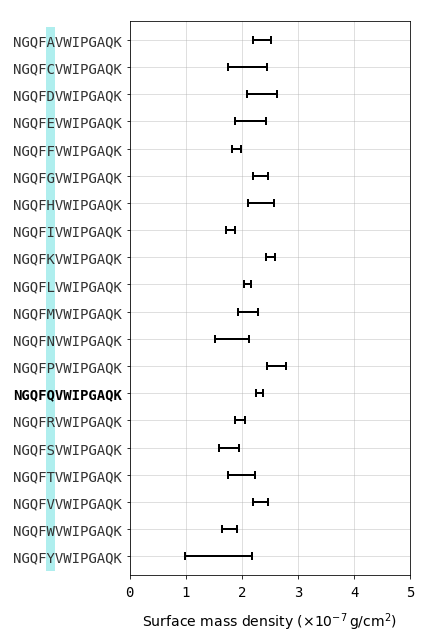 NGQFAVWIPGAQK
NGQFCVWIPGAQK
NGQFDVWIPGAQK
NGQFEVWIPGAQK
NGQFFVWIPGAQK
NGQFGVWIPGAQK
NGQFHVWIPGAQK
NGQFIVWIPGAQK
NGQFKVWIPGAQK
NGQFLVWIPGAQK
NGQFMVWIPGAQK
NGQFNVWIPGAQK
NGQFPVWIPGAQK
NGQFQVWIPGAQK
NGQFRVWIPGAQK
NGQFSVWIPGAQK
NGQFTVWIPGAQK
NGQFVVWIPGAQK
NGQFWVWIPGAQK
NGQFYVWIPGAQK
0 1 2 3 4 5
Surface mass density (×10⁻⁷ g/cm²)